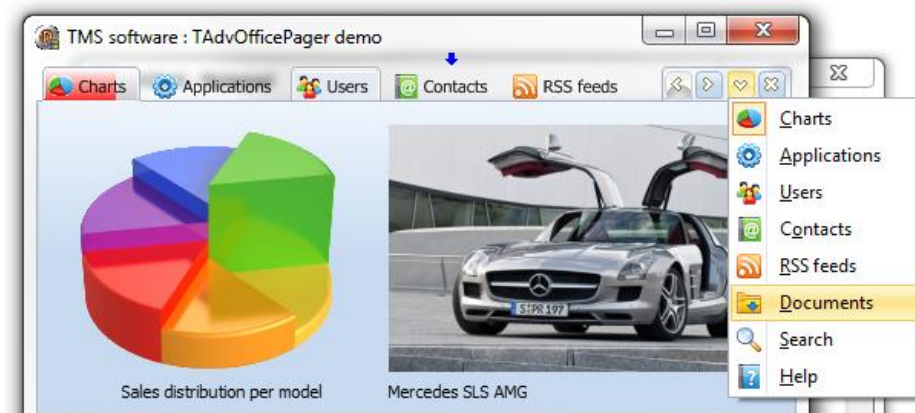 TMS software : TAdvOfficePager demo
Charts Applications Users Contacts RSS feeds
Charts
Applications
Users
Contacts
RSS feeds
Documents
Search
Help
S:PR 197
Sales distribution per model Mercedes SLS AMG